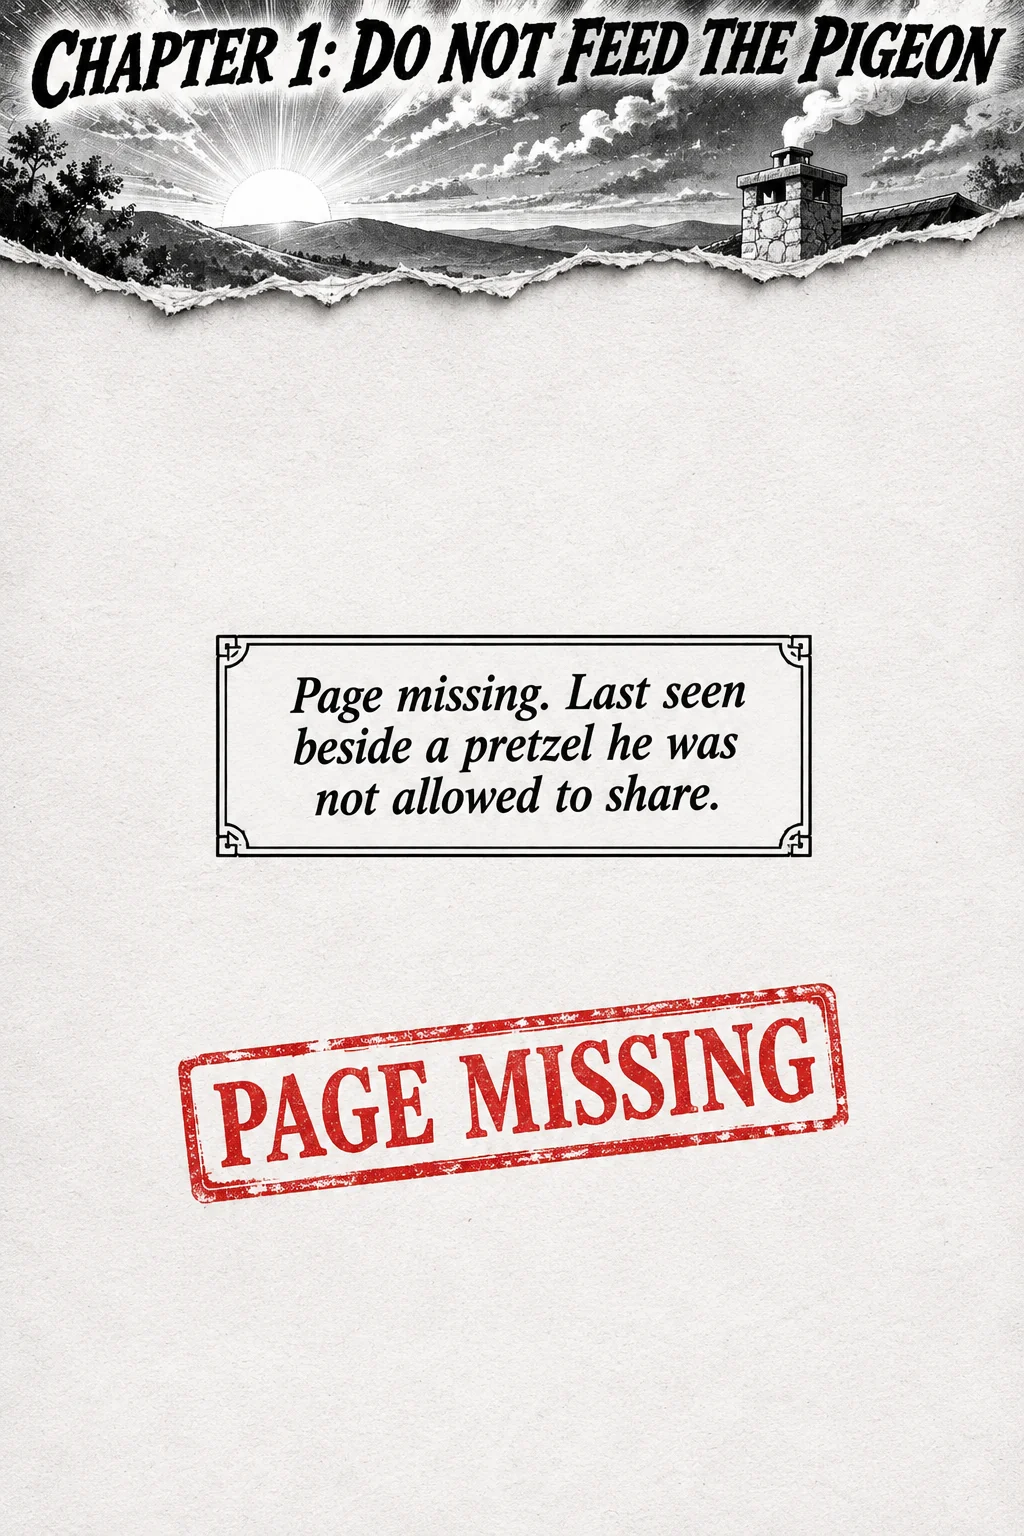 CHAPTER 1: DO NOT FEED THE PIGEON
Page missing. Last seen
beside a pretzel he was
not allowed to share.
PAGE MISSING